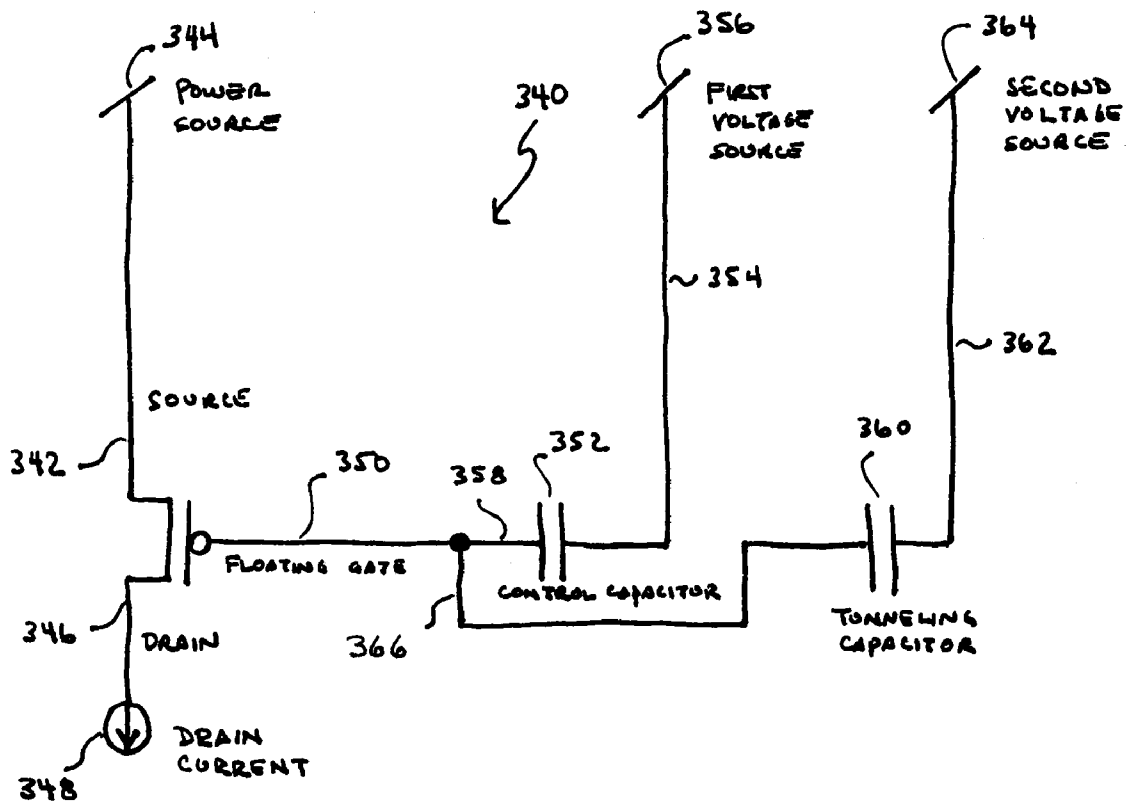 344
POWER
SOURCE
340
356
FIRST
VOLTAGE
SOURCE
364
SECOND
VOLTAGE
SOURCE
354
362
SOURCE
342
350
358
352
360
FLOATING GATE
CONTROL CAPACITOR
TUNNELING
CAPACITOR
346
DRAIN
366
348
DRAIN
CURRENT